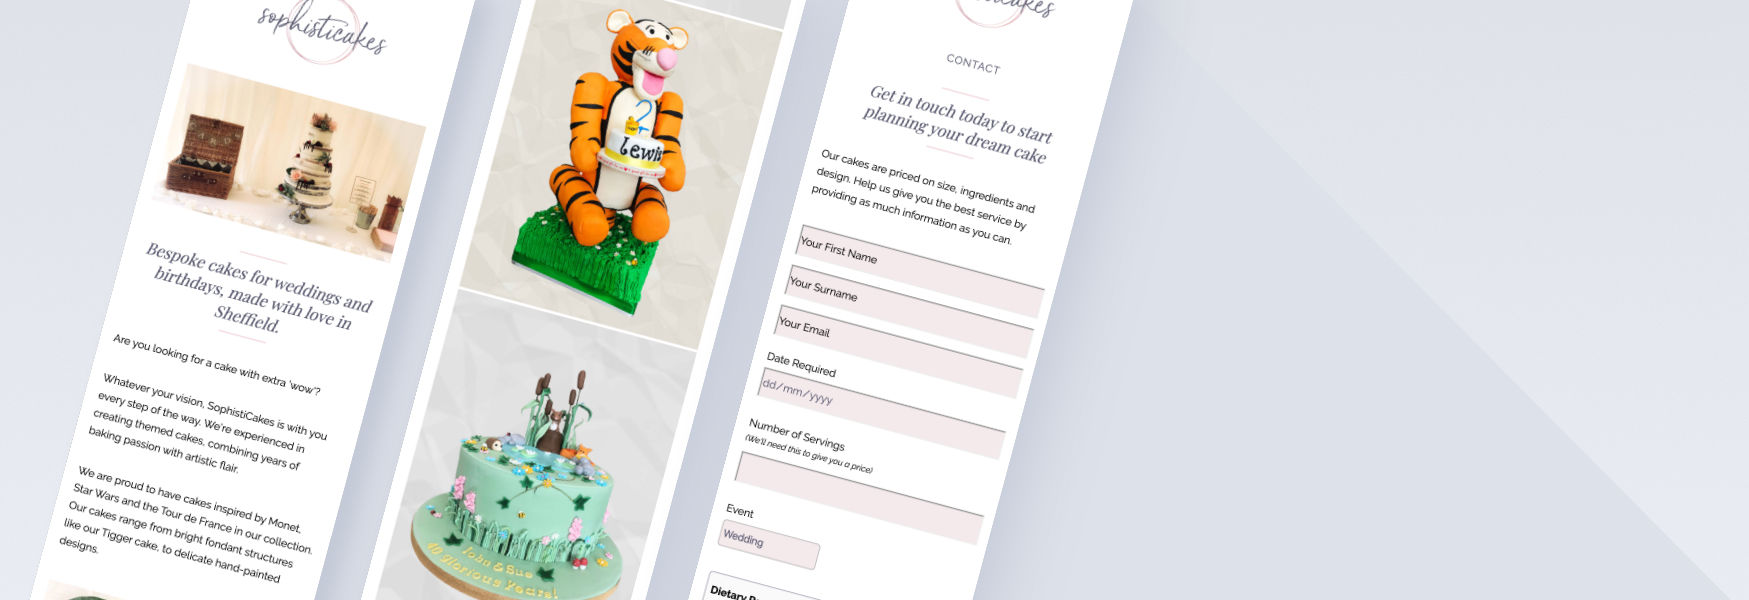 sophisticakes
Bespoke cakes for weddings and
birthdays, made with love in
Sheffield.
Are you looking for a cake with extra 'wow'?
Whatever your vision, SophistiCakes is with you
every step of the way. We're experienced in
creating themed cakes, combining years of
baking passion with artistic flair.
We are proud to have cakes inspired by Monet,
Star Wars and the Tour de France in our collection.
Our cakes range from bright fondant structures
like our Tigger cake, to delicate hand-painted
designs.
2
Lewis
John & Sue
40 Glorious Years!
CONTACT
Get in touch today to start
planning your dream cake
Our cakes are priced on size, ingredients and
design. Help us give you the best service by
providing as much information as you can.
Your First Name
Your Surname
Your Email
Date Required
dd/mm/yyyy
Number of Servings
(We'll need this to give you a price)
Event
Wedding
Dietary